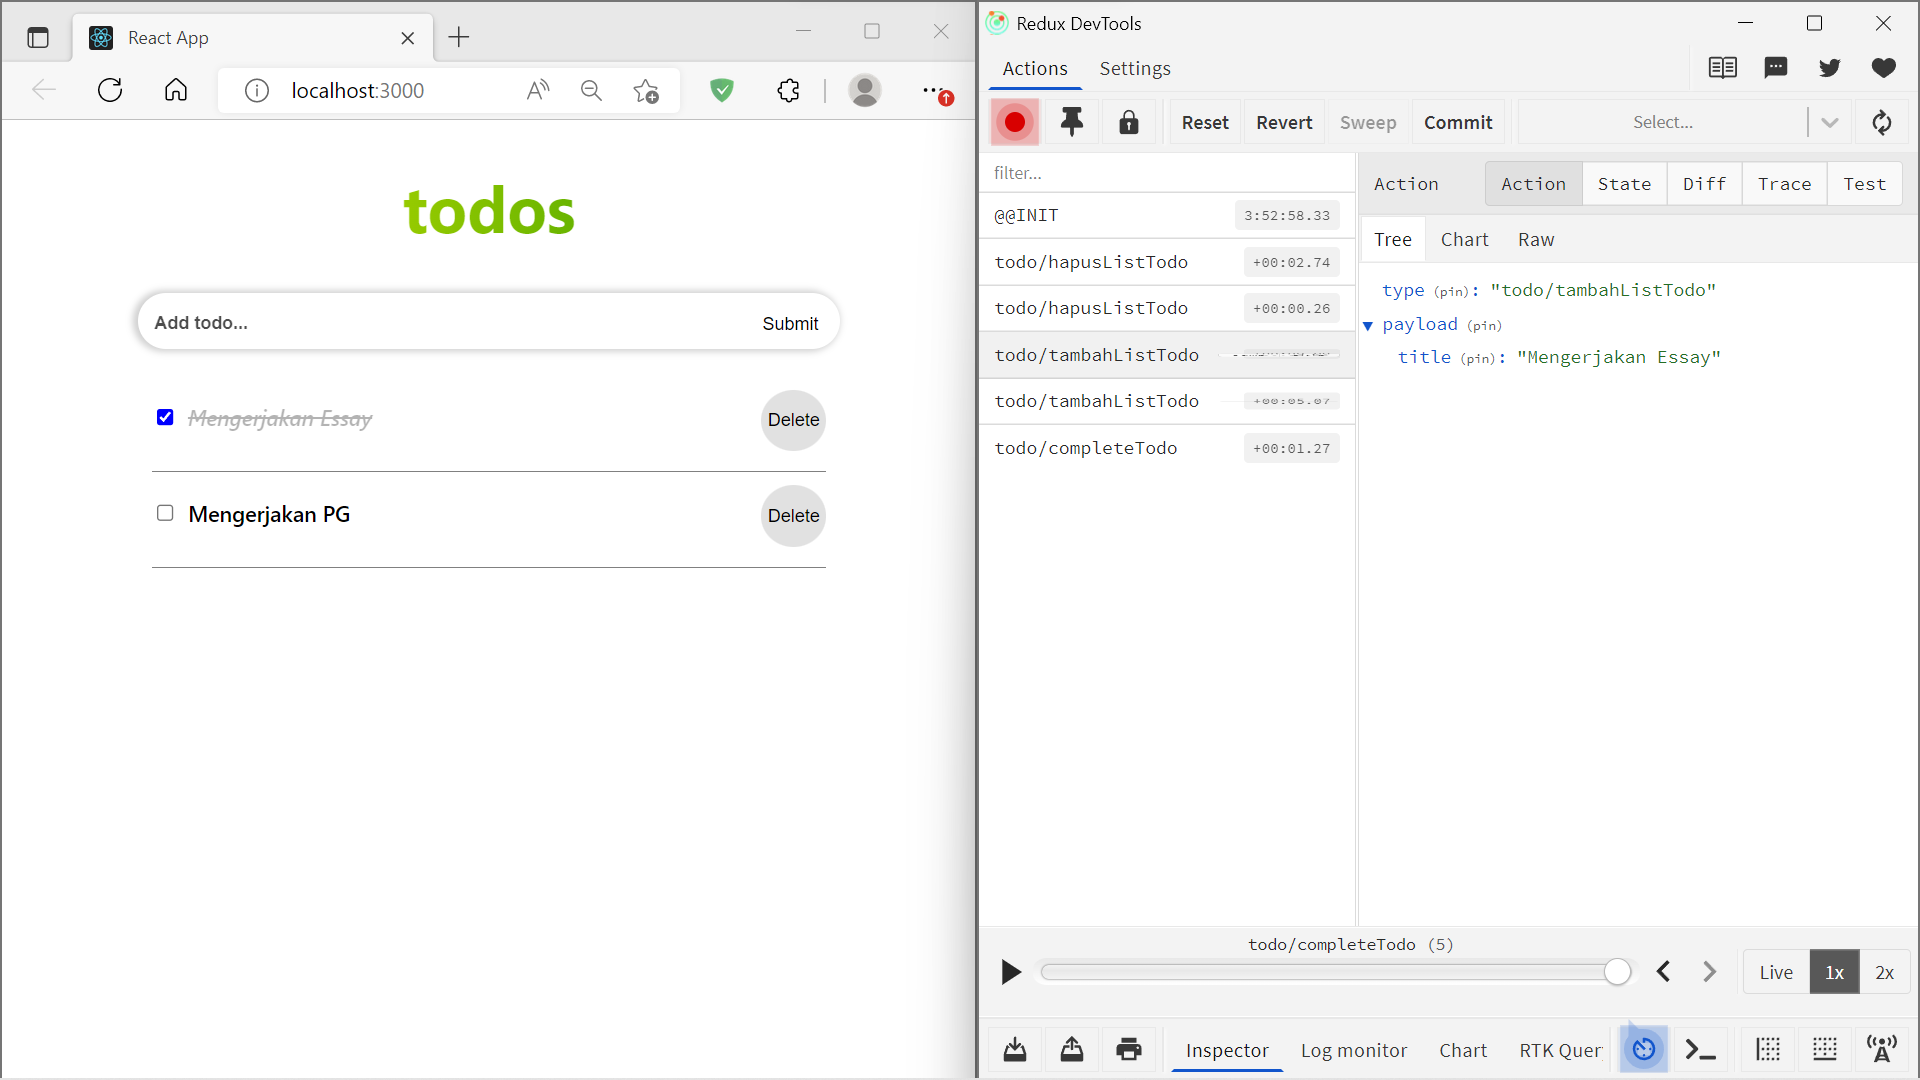 React App
localhost:3000
todos
Add todo...
Submit
Mengerjakan Essay
Delete
Mengerjakan PG
Delete
Redux DevTools
Actions Settings
Reset Revert Sweep Commit Select...
filter...
@@INIT 3:52:58.33
todo/hapusListTodo +00:02.74
todo/hapusListTodo +00:00.26
todo/tambahListTodo
todo/tambahListTodo +00:05.07
todo/completeTodo +00:01.27
Action Action State Diff Trace Test
Tree Chart Raw
type (pin): "todo/tambahListTodo"
payload (pin)
title (pin): "Mengerjakan Essay"
todo/completeTodo (5)
Live 1x 2x
Inspector Log monitor Chart RTK Quer